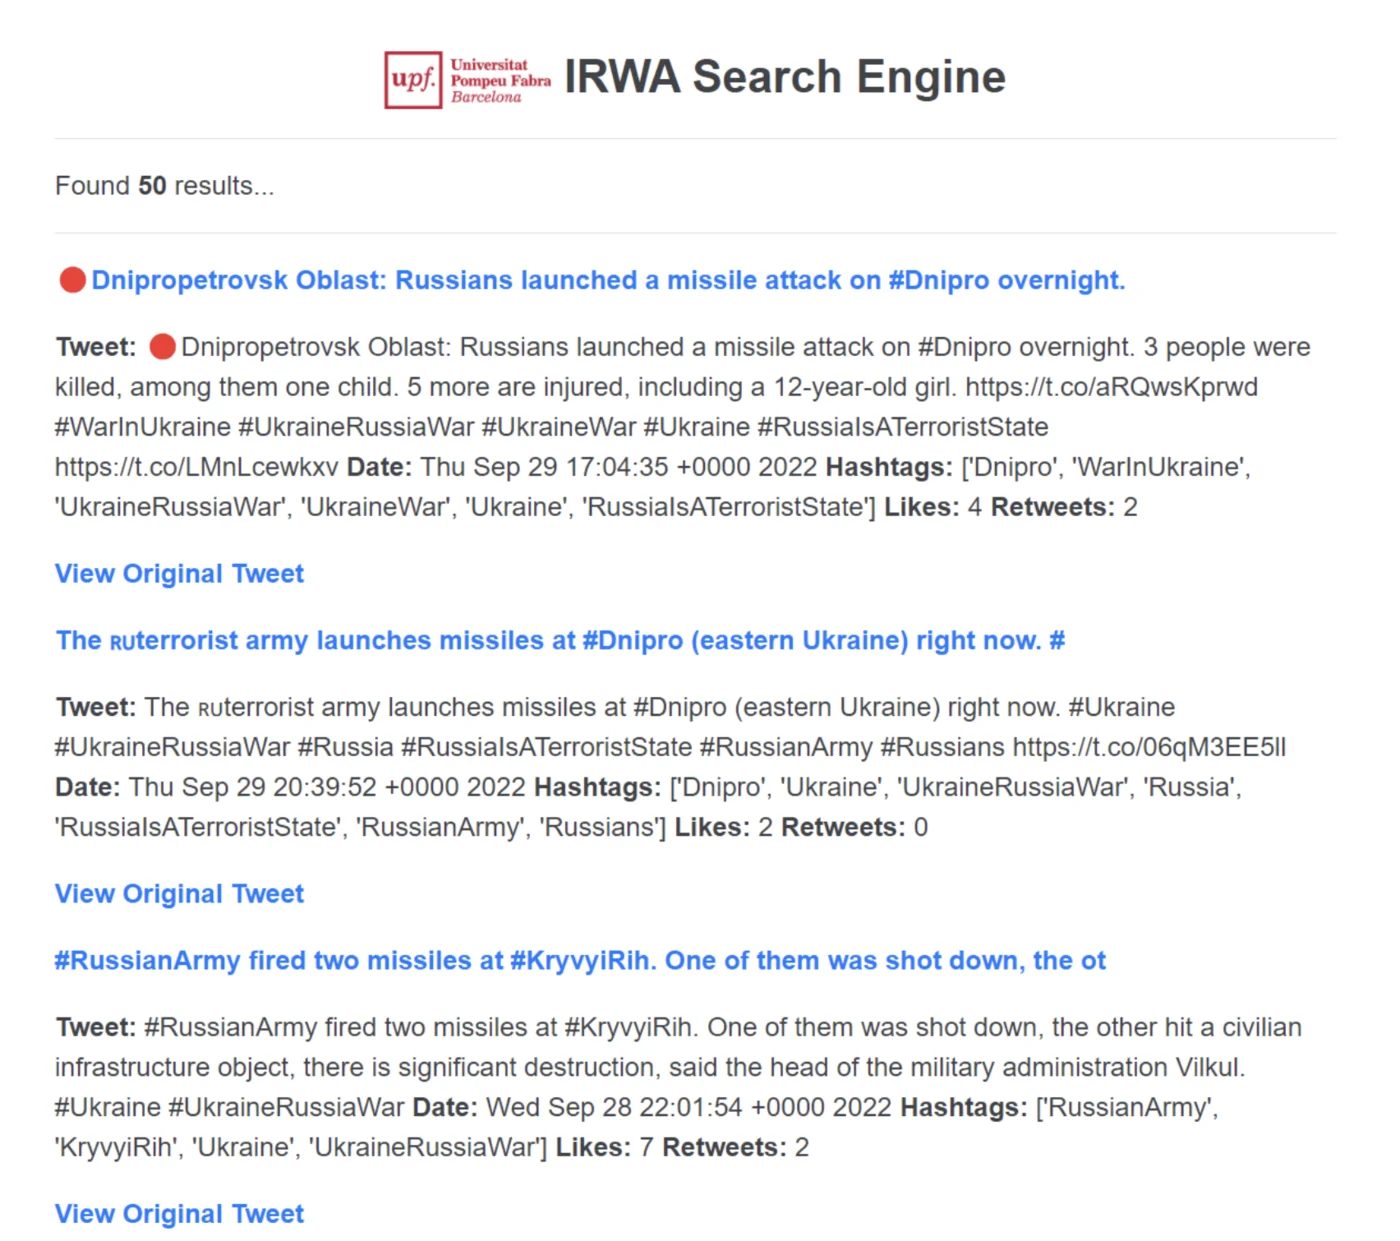 upf. Universitat
Pompeu Fabra
Barcelona
IRWA Search Engine
Found 50 results...
🔴Dnipropetrovsk Oblast: Russians launched a missile attack on #Dnipro overnight.
Tweet: 🔴Dnipropetrovsk Oblast: Russians launched a missile attack on #Dnipro overnight. 3 people were
killed, among them one child. 5 more are injured, including a 12-year-old girl. https://t.co/aRQwsKprwd
#WarInUkraine #UkraineRussiaWar #UkraineWar #Ukraine #RussiaIsATerroristState
https://t.co/LMnLcewkxv Date: Thu Sep 29 17:04:35 +0000 2022 Hashtags: ['Dnipro', 'WarInUkraine',
'UkraineRussiaWar', 'UkraineWar', 'Ukraine', 'RussiaIsATerroristState'] Likes: 4 Retweets: 2
View Original Tweet
The RUterrorist army launches missiles at #Dnipro (eastern Ukraine) right now. #
Tweet: The RUterrorist army launches missiles at #Dnipro (eastern Ukraine) right now. #Ukraine
#UkraineRussiaWar #Russia #RussiaIsATerroristState #RussianArmy #Russians https://t.co/06qM3EE5ll
Date: Thu Sep 29 20:39:52 +0000 2022 Hashtags: ['Dnipro', 'Ukraine', 'UkraineRussiaWar', 'Russia',
'RussiaIsATerroristState', 'RussianArmy', 'Russians'] Likes: 2 Retweets: 0
View Original Tweet
#RussianArmy fired two missiles at #KryvyiRih. One of them was shot down, the ot
Tweet: #RussianArmy fired two missiles at #KryvyiRih. One of them was shot down, the other hit a civilian
infrastructure object, there is significant destruction, said the head of the military administration Vilkul.
#Ukraine #UkraineRussiaWar Date: Wed Sep 28 22:01:54 +0000 2022 Hashtags: ['RussianArmy',
'KryvyiRih', 'Ukraine', 'UkraineRussiaWar'] Likes: 7 Retweets: 2
View Original Tweet